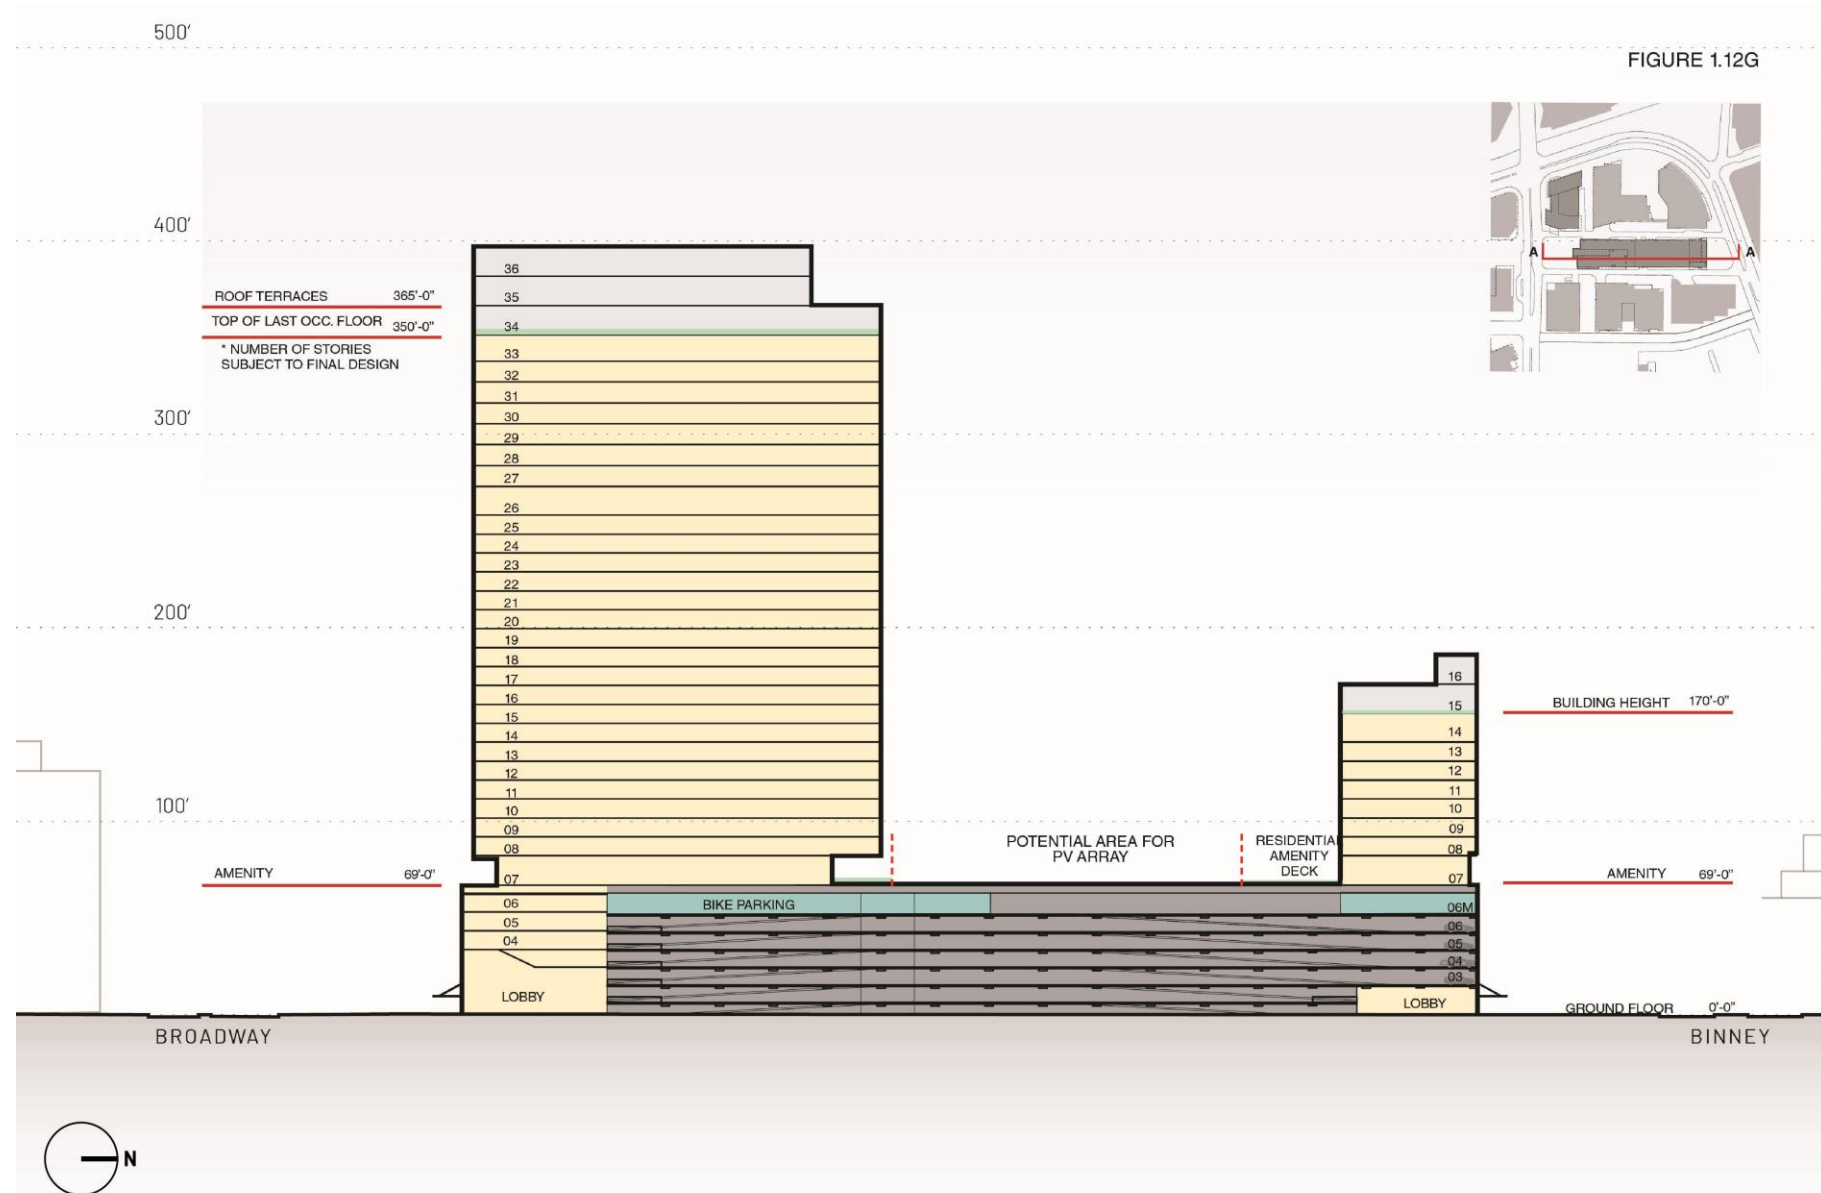 500'
FIGURE 1.12G
400'
A
A
ROOF TERRACES 365'-0"
TOP OF LAST OCC. FLOOR 350'-0"
* NUMBER OF STORIES
SUBJECT TO FINAL DESIGN
300'
200'
100'
36
35
34
33
32
31
30
29
28
27
26
25
24
23
22
21
20
19
18
17
16
15
14
13
12
11
10
09
08
07
06
05
04
LOBBY
AMENITY 69'-0"
BIKE PARKING
POTENTIAL AREA FOR
PV ARRAY
RESIDENTIAL
AMENITY
DECK
16
15
14
13
12
11
10
09
08
07
06M
06
05
04
03
LOBBY
BUILDING HEIGHT 170'-0"
AMENITY 69'-0"
GROUND FLOOR 0'-0"
BROADWAY
BINNEY
N